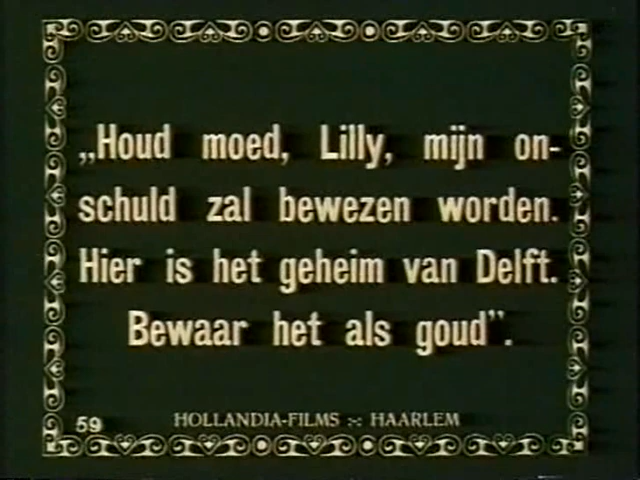 „Houd moed, Lilly, mijn on-
schuld zal bewezen worden.
Hier is het geheim van Delft.
Bewaar het als goud”.
59 HOLLANDIA-FILMS :-: HAARLEM